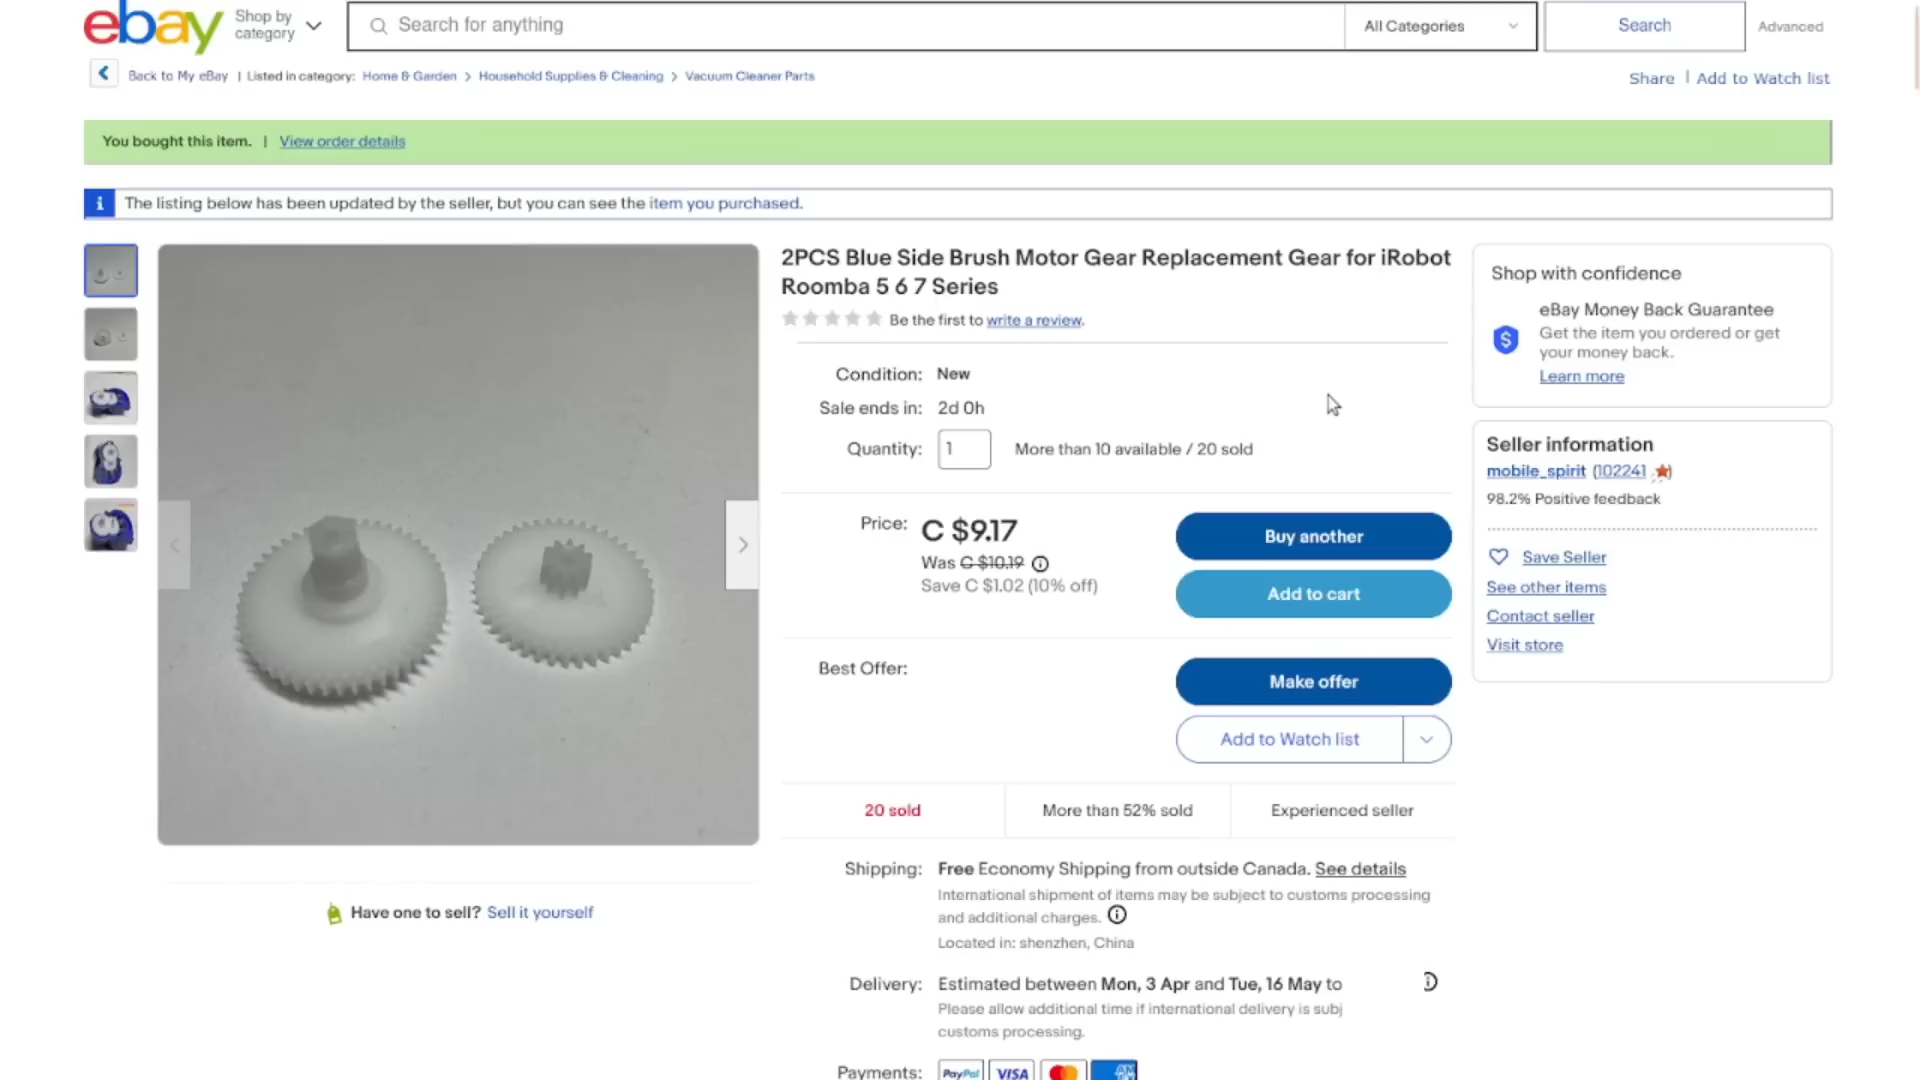 ebay
Shop by
category
Search for anything
All Categories
Search
Advanced
Back to My eBay | Listed in category: Home & Garden > Household Supplies & Cleaning > Vacuum Cleaner Parts
Share | Add to Watch list
You bought this item. | View order details
i The listing below has been updated by the seller, but you can see the item you purchased.
2PCS Blue Side Brush Motor Gear Replacement Gear for iRobot
Roomba 5 6 7 Series
Be the first to write a review.
Condition: New
Sale ends in: 2d 0h
Quantity: 1 More than 10 available / 20 sold
Price: C $9.17
Was C $10.19
Save C $1.02 (10% off)
Buy another
Add to cart
Best Offer:
Make offer
Add to Watch list
20 sold
More than 52% sold
Experienced seller
Shipping: Free Economy Shipping from outside Canada. See details
International shipment of items may be subject to customs processing
and additional charges.
Located in: shenzhen, China
Delivery: Estimated between Mon, 3 Apr and Tue, 16 May to
Please allow additional time if international delivery is subj
customs processing.
Payments: PayPal VISA
Have one to sell? Sell it yourself
Shop with confidence
eBay Money Back Guarantee
Get the item you ordered or get
your money back.
Learn more
Seller information
mobile_spirit (102241
98.2% Positive feedback
Save Seller
See other items
Contact seller
Visit store